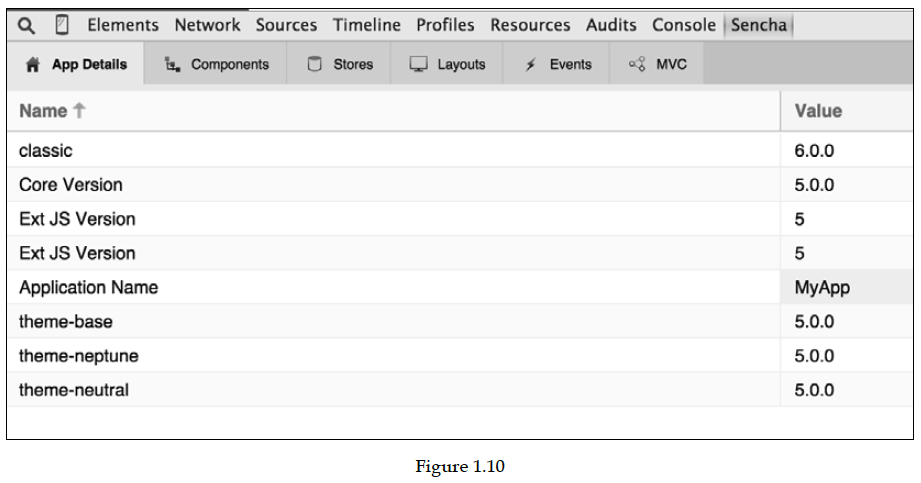 Elements Network Sources Timeline Profiles Resources Audits Console Sencha
App Details Components Stores Layouts Events MVC
Name Value
classic 6.0.0
Core Version 5.0.0
Ext JS Version 5
Ext JS Version 5
Application Name MyApp
theme-base 5.0.0
theme-neptune 5.0.0
theme-neutral 5.0.0
Figure 1.10